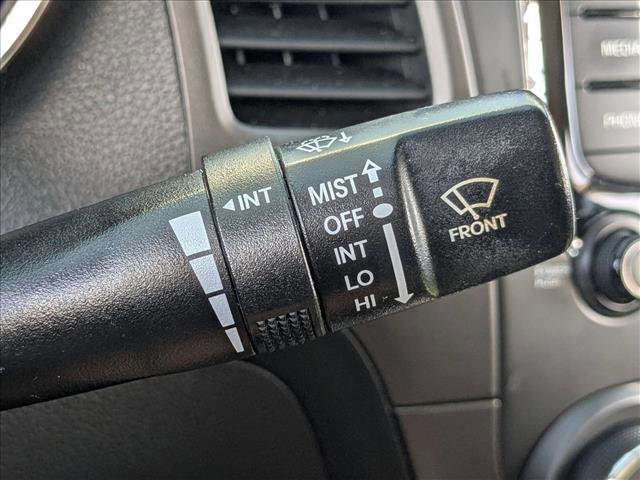 MEDIA
PHONE
◄INT
MIST
OFF
INT
LO
HI
FRONT